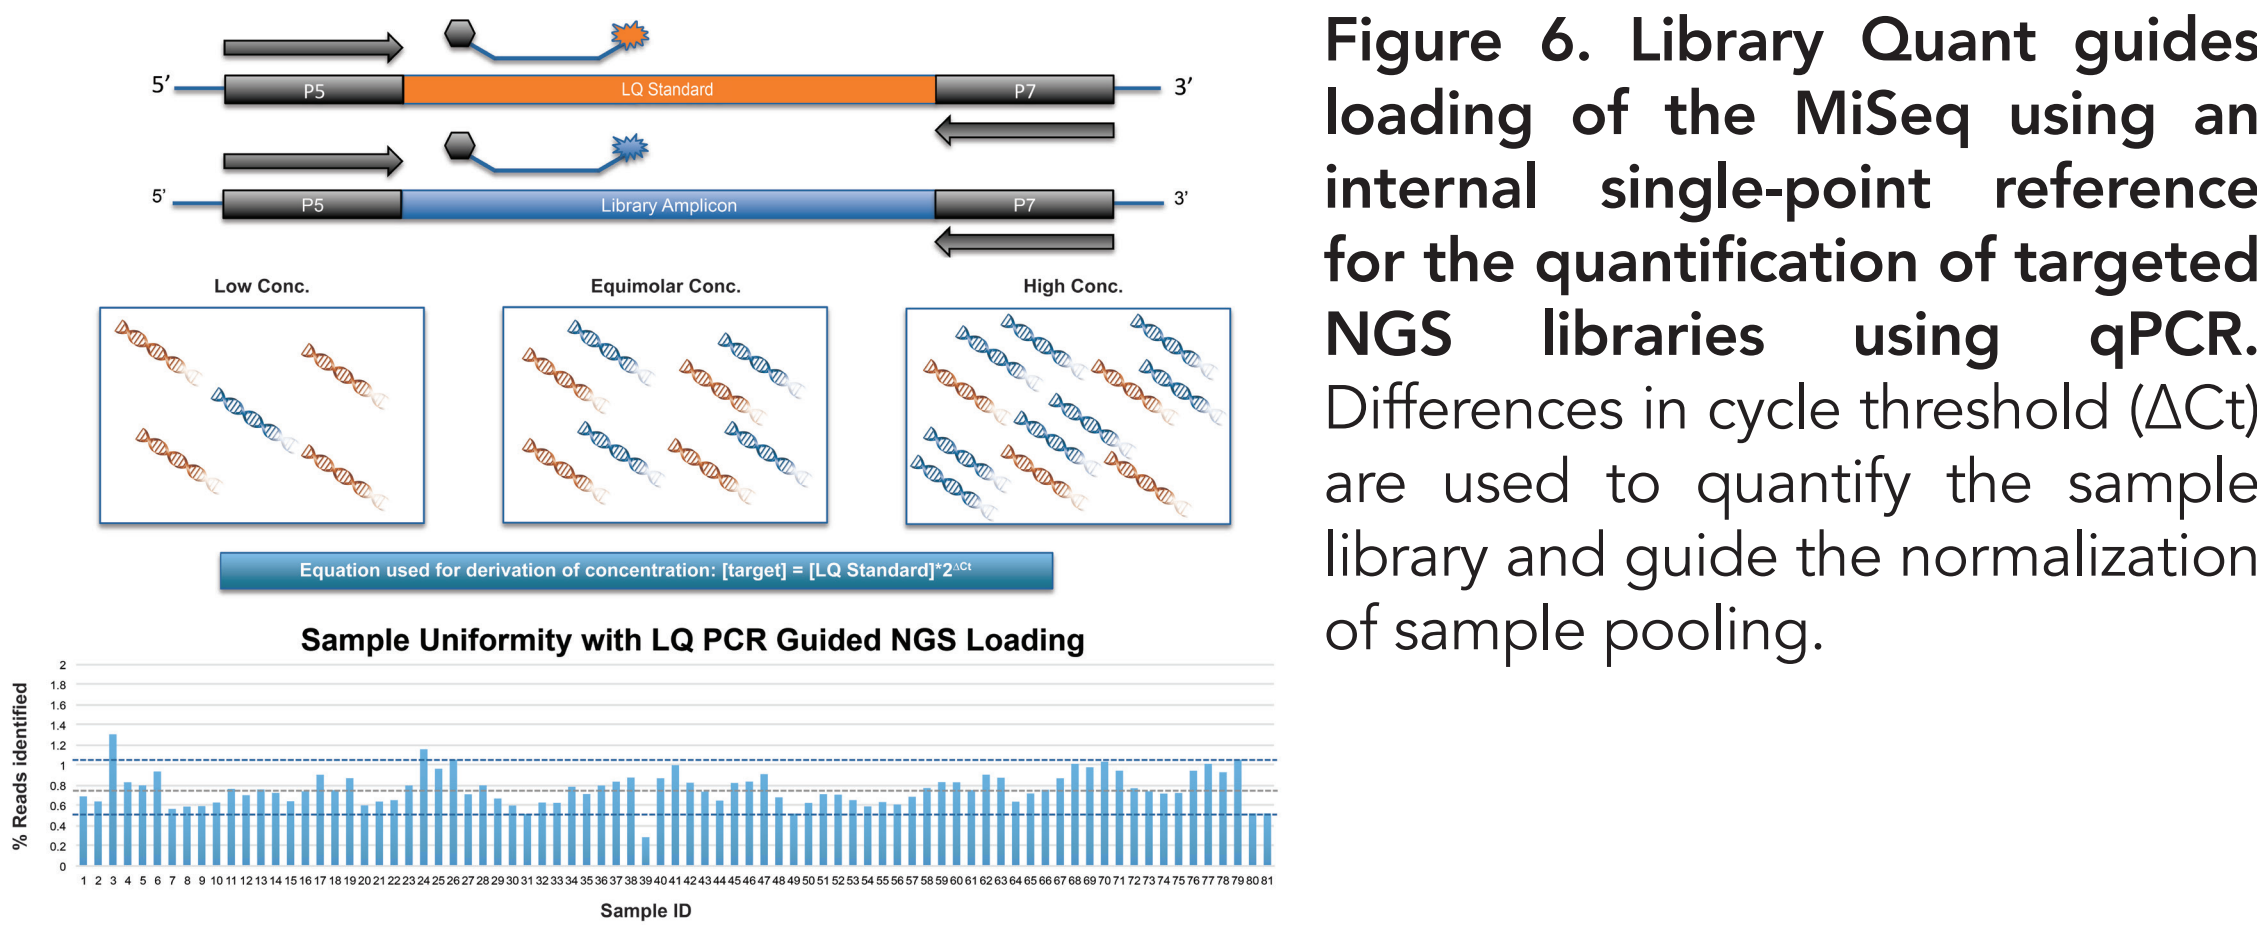 5′ P5 LQ Standard P7 3′
5' P5 Library Amplicon P7 3'
Low Conc. Equimolar Conc. High Conc.
Equation used for derivation of concentration: [target] = [LQ Standard]*2^ΔCt
Sample Uniformity with LQ PCR Guided NGS Loading
% Reads identified
2
1.8
1.6
1.4
1.2
1
0.8
0.6
0.4
0.2
0
1 2 3 4 5 6 7 8 9 10 11 12 13 14 15 16 17 18 19 20 21 22 23 24 25 26 27 28 29 30 31 32 33 34 35 36 37 38 39 40 41 42 43 44 45 46 47 48 49 50 51 52 53 54 55 56 57 58 59 60 61 62 63 64 65 66 67 68 69 70 71 72 73 74 75 76 77 78 79 80 81
Sample ID
Figure 6. Library Quant guides
loading of the MiSeq using an
internal single-point reference
for the quantification of targeted
NGS libraries using qPCR.
Differences in cycle threshold (ΔCt)
are used to quantify the sample
library and guide the normalization
of sample pooling.